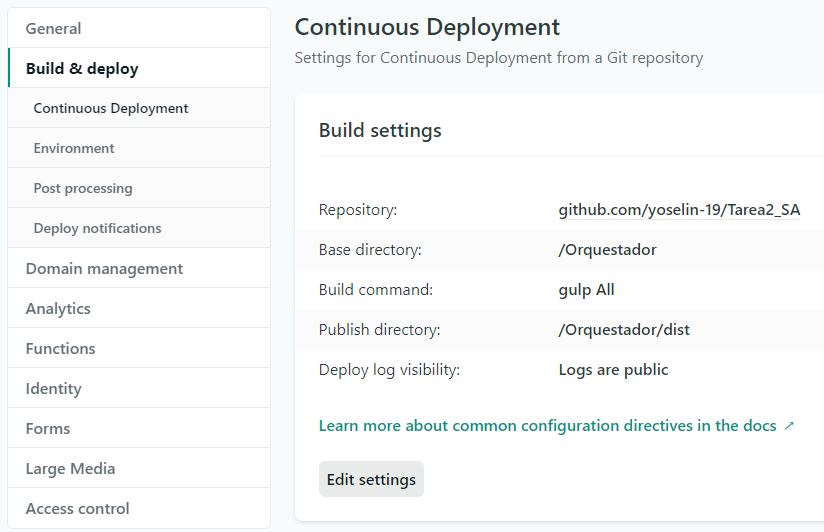 General
Build & deploy
Continuous Deployment
Environment
Post processing
Deploy notifications
Domain management
Analytics
Functions
Identity
Forms
Large Media
Access control
Continuous Deployment
Settings for Continuous Deployment from a Git repository
Build settings
Repository: github.com/yoselin-19/Tarea2_SA
Base directory: /Orquestador
Build command: gulp All
Publish directory: /Orquestador/dist
Deploy log visibility: Logs are public
Learn more about common configuration directives in the docs ↗
Edit settings